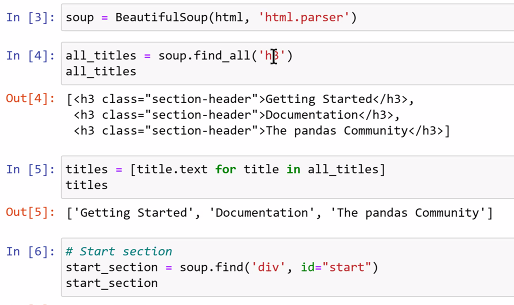 In [3]: soup = BeautifulSoup(html, 'html.parser')
In [4]: all_titles = soup.find_all('h3')
all_titles
Out[4]: [<h3 class="section-header">Getting Started</h3>,
<h3 class="section-header">Documentation</h3>,
<h3 class="section-header">The pandas Community</h3>]
In [5]: titles = [title.text for title in all_titles]
titles
Out[5]: ['Getting Started', 'Documentation', 'The pandas Community']
In [6]: # Start section
start_section = soup.find('div', id="start")
start_section